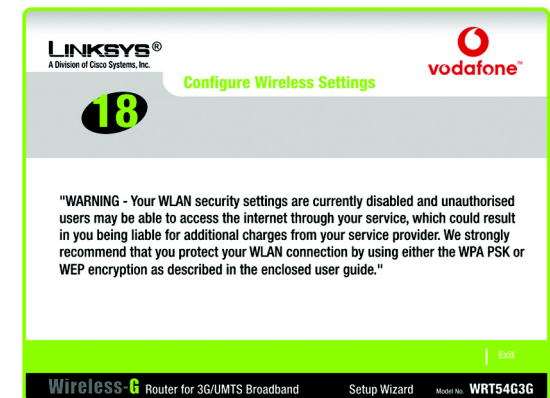 LINKSYS®
A Division of Cisco Systems, Inc.
vodafone™
Configure Wireless Settings
18
"WARNING - Your WLAN security settings are currently disabled and unauthorised
users may be able to access the internet through your service, which could result
in you being liable for additional charges from your service provider. We strongly
recommend that you protect your WLAN connection by using either the WPA PSK or
WEP encryption as described in the enclosed user guide."
Exit
Wireless-G Router for 3G/UMTS Broadband Setup Wizard Model No. WRT54G3G